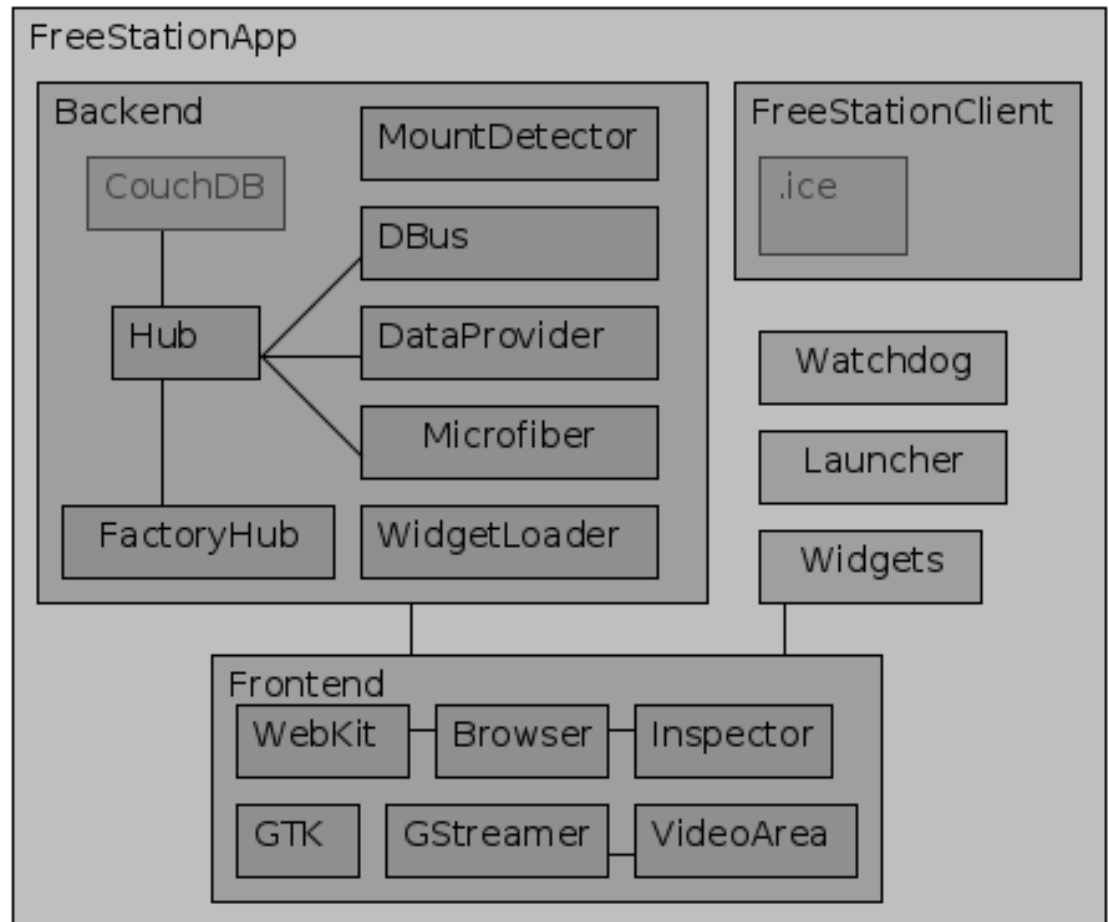 FreeStationApp
Backend
MountDetector
CouchDB
DBus
Hub
DataProvider
Microfiber
FactoryHub
WidgetLoader
FreeStationClient
.ice
Watchdog
Launcher
Widgets
Frontend
WebKit
Browser
Inspector
GTK
GStreamer
VideoArea